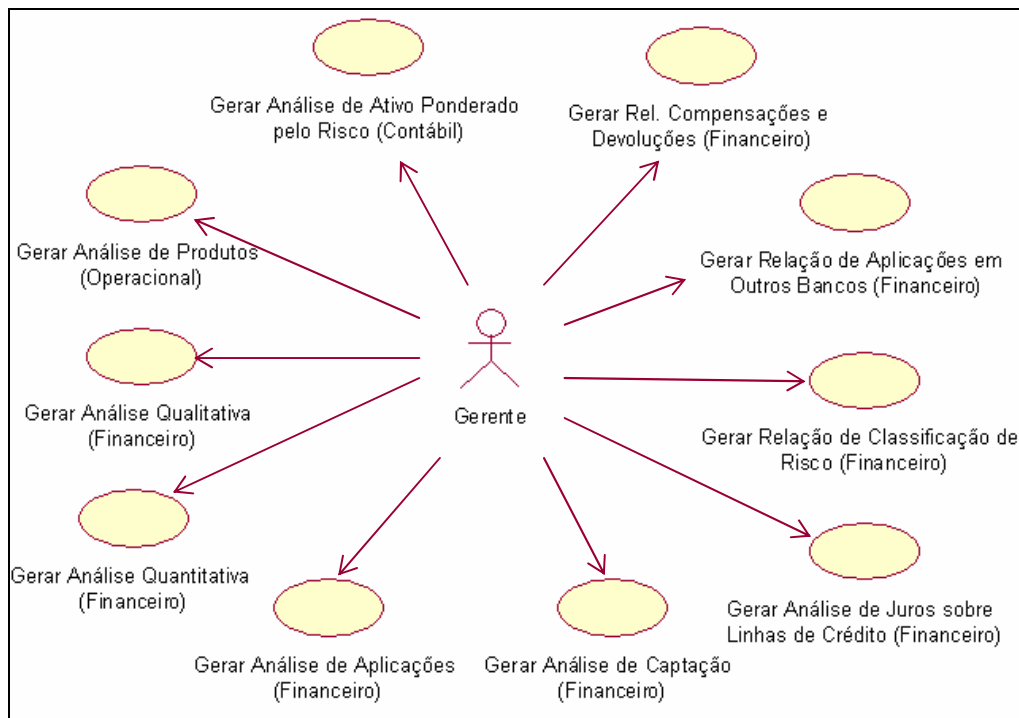 Gerar Análise de Ativo Ponderado
pelo Risco (Contábil)
Gerar Rel. Compensações e
Devoluções (Financeiro)
Gerar Análise de Produtos
(Operacional)
Gerar Relação de Aplicações em
Outros Bancos (Financeiro)
Gerar Análise Qualitativa
(Financeiro)
Gerente
Gerar Relação de Classificação de
Risco (Financeiro)
Gerar Análise Quantitativa
(Financeiro)
Gerar Análise de Juros sobre
Linhas de Crédito (Financeiro)
Gerar Análise de Aplicações
(Financeiro)
Gerar Análise de Captação
(Financeiro)